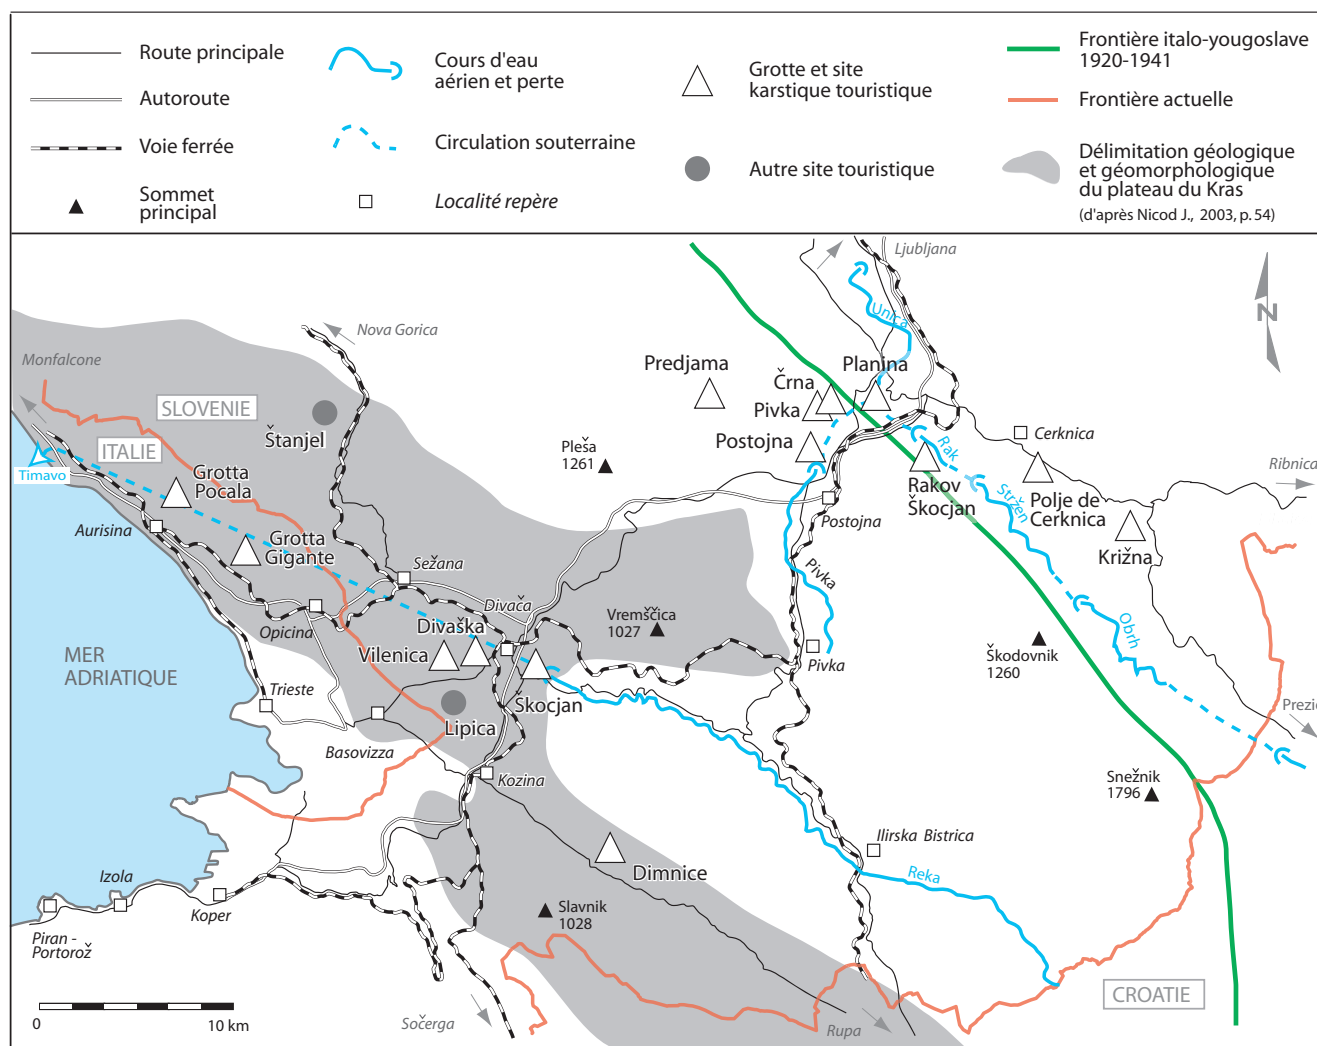 Route principale
Autoroute
Voie ferrée
Sommet
principal
Cours d'eau
aérien et perte
Circulation souterraine
Localité repère
Grotte et site
karstique touristique
Autre site touristique
Frontière italo-yougoslave
1920-1941
Frontière actuelle
Délimitation géologique
et géomorphologique
du plateau du Kras
(d'après Nicod J., 2003, p. 54)
Ljubljana
N
Unica
Nova Gorica
Monfalcone
Predjama
Planina
Črna
Pivka
SLOVENIE
Štanjel
ITALIE
Postojna
Cerknica
Rak
Pleša
1261
Timavo
Grotta
Pocala
Ribnica
Rakov
Škocjan
Stržen
Polje de
Cerknica
Postojna
Aurisina
Grotta
Gigante
Križna
Sežana
Pivka
Divača
Vremščica
1027
Opicina
Divaška
Vilenica
Obrh
Pivka
Škodovnik
1260
MER
ADRIATIQUE
Trieste
Škocjan
Lipica
Prezid
Basovizza
Kozina
Snežnik
1796
Ilirska Bistrica
Reka
Dimnice
Izola
Koper
Slavnik
1028
Piran -
Portorož
CROATIE
0
10 km
Sočerga
Rupa